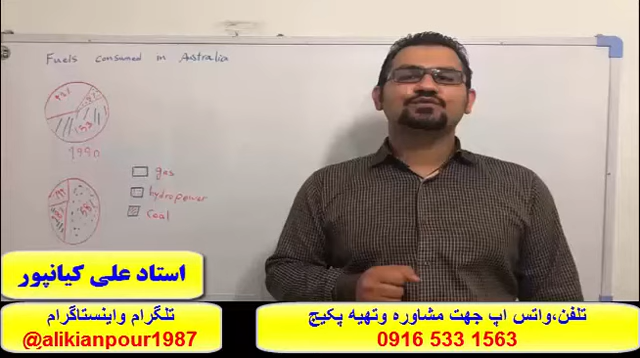 Fuels consumed in Australia
1990
gas
hydropower
coal
استاد علی کیانپور
تلگرام واینستاگرام
@alikianpour1987
تلفن،واتس اپ جهت مشاوره وتهیه پکیج
0916 533 1563